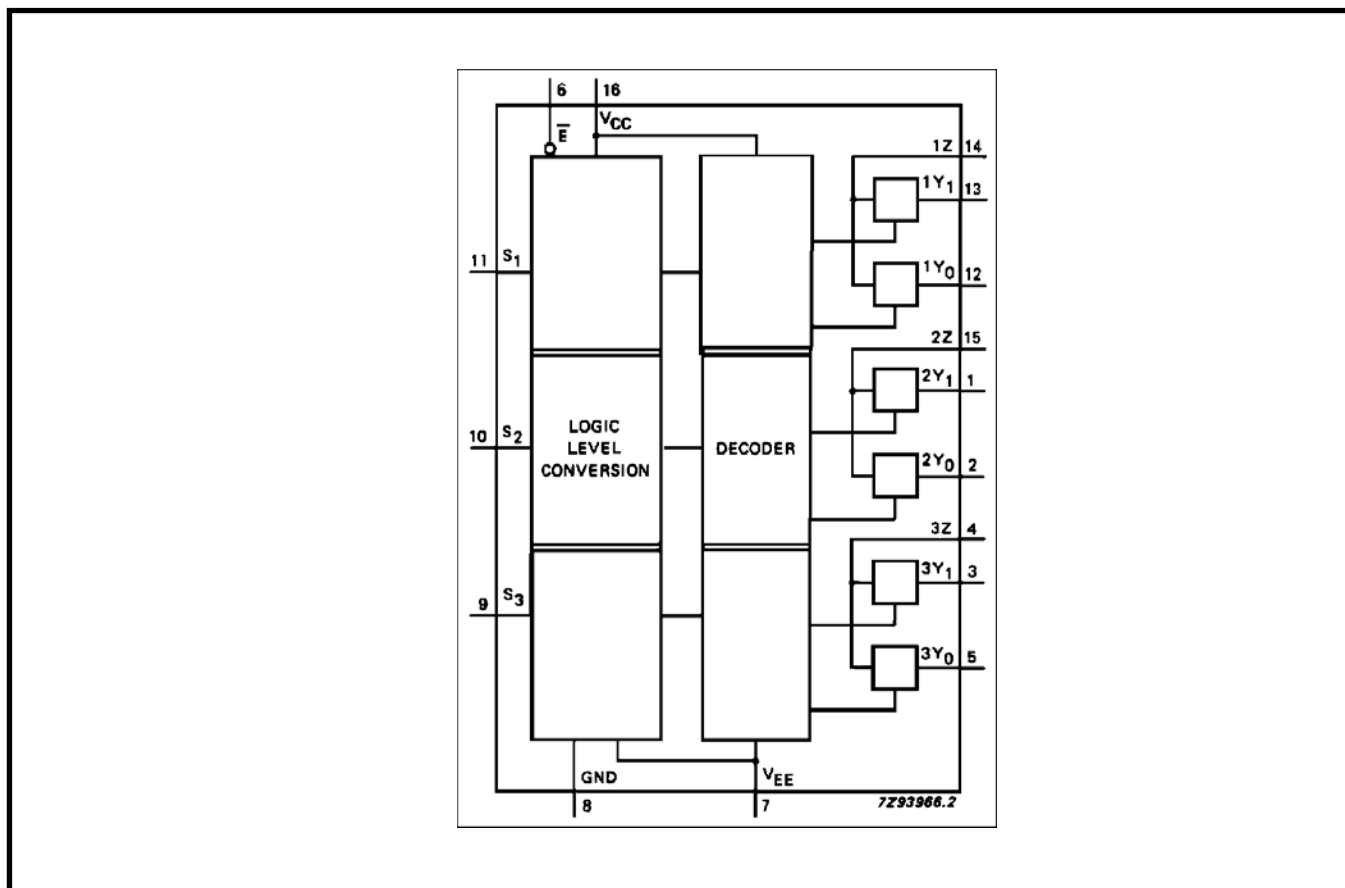 6 16
E̅ VCC
1Z 14
1Y1 13
11 S1
1Y0 12
2Z 15
2Y1 1
10 S2
LOGIC
LEVEL
CONVERSION
DECODER
2Y0 2
3Z 4
3Y1 3
9 S3
3Y0 5
GND
VEE
8
7
7Z93966.2